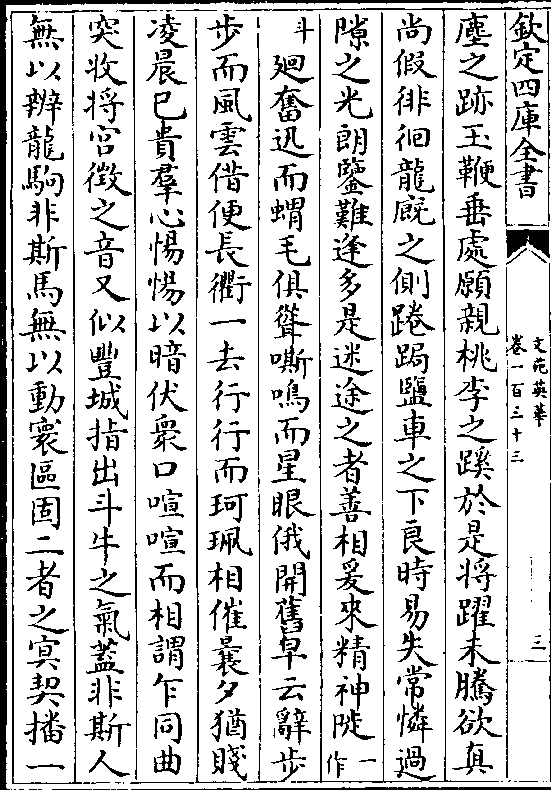 欽定四庫全書
文苑英華
卷一百三十三
三
塵之跡玉鞭垂處願親桃李之蹊於是將躍未騰欲真
尚假徘徊龍廐之側踡跼鹽車之下良時易失常憐過
隙之光朗鑒難逢多是迷途之者善相爰來精神陡一作
斗廻奮迅而蝟毛俱聳嘶鳴而星眼俄開舊皁云辭步
步而風雲借便長衢一去行行而珂珮相催曩夕猶賤
凌晨已貴羣心惕惕以暗伏衆口喧喧而相謂乍同曲
突收將宮徵之音又似豐城指出斗牛之氣蓋非斯人
無以辨龍駒非斯馬無以動寰區固二者之冥契播一